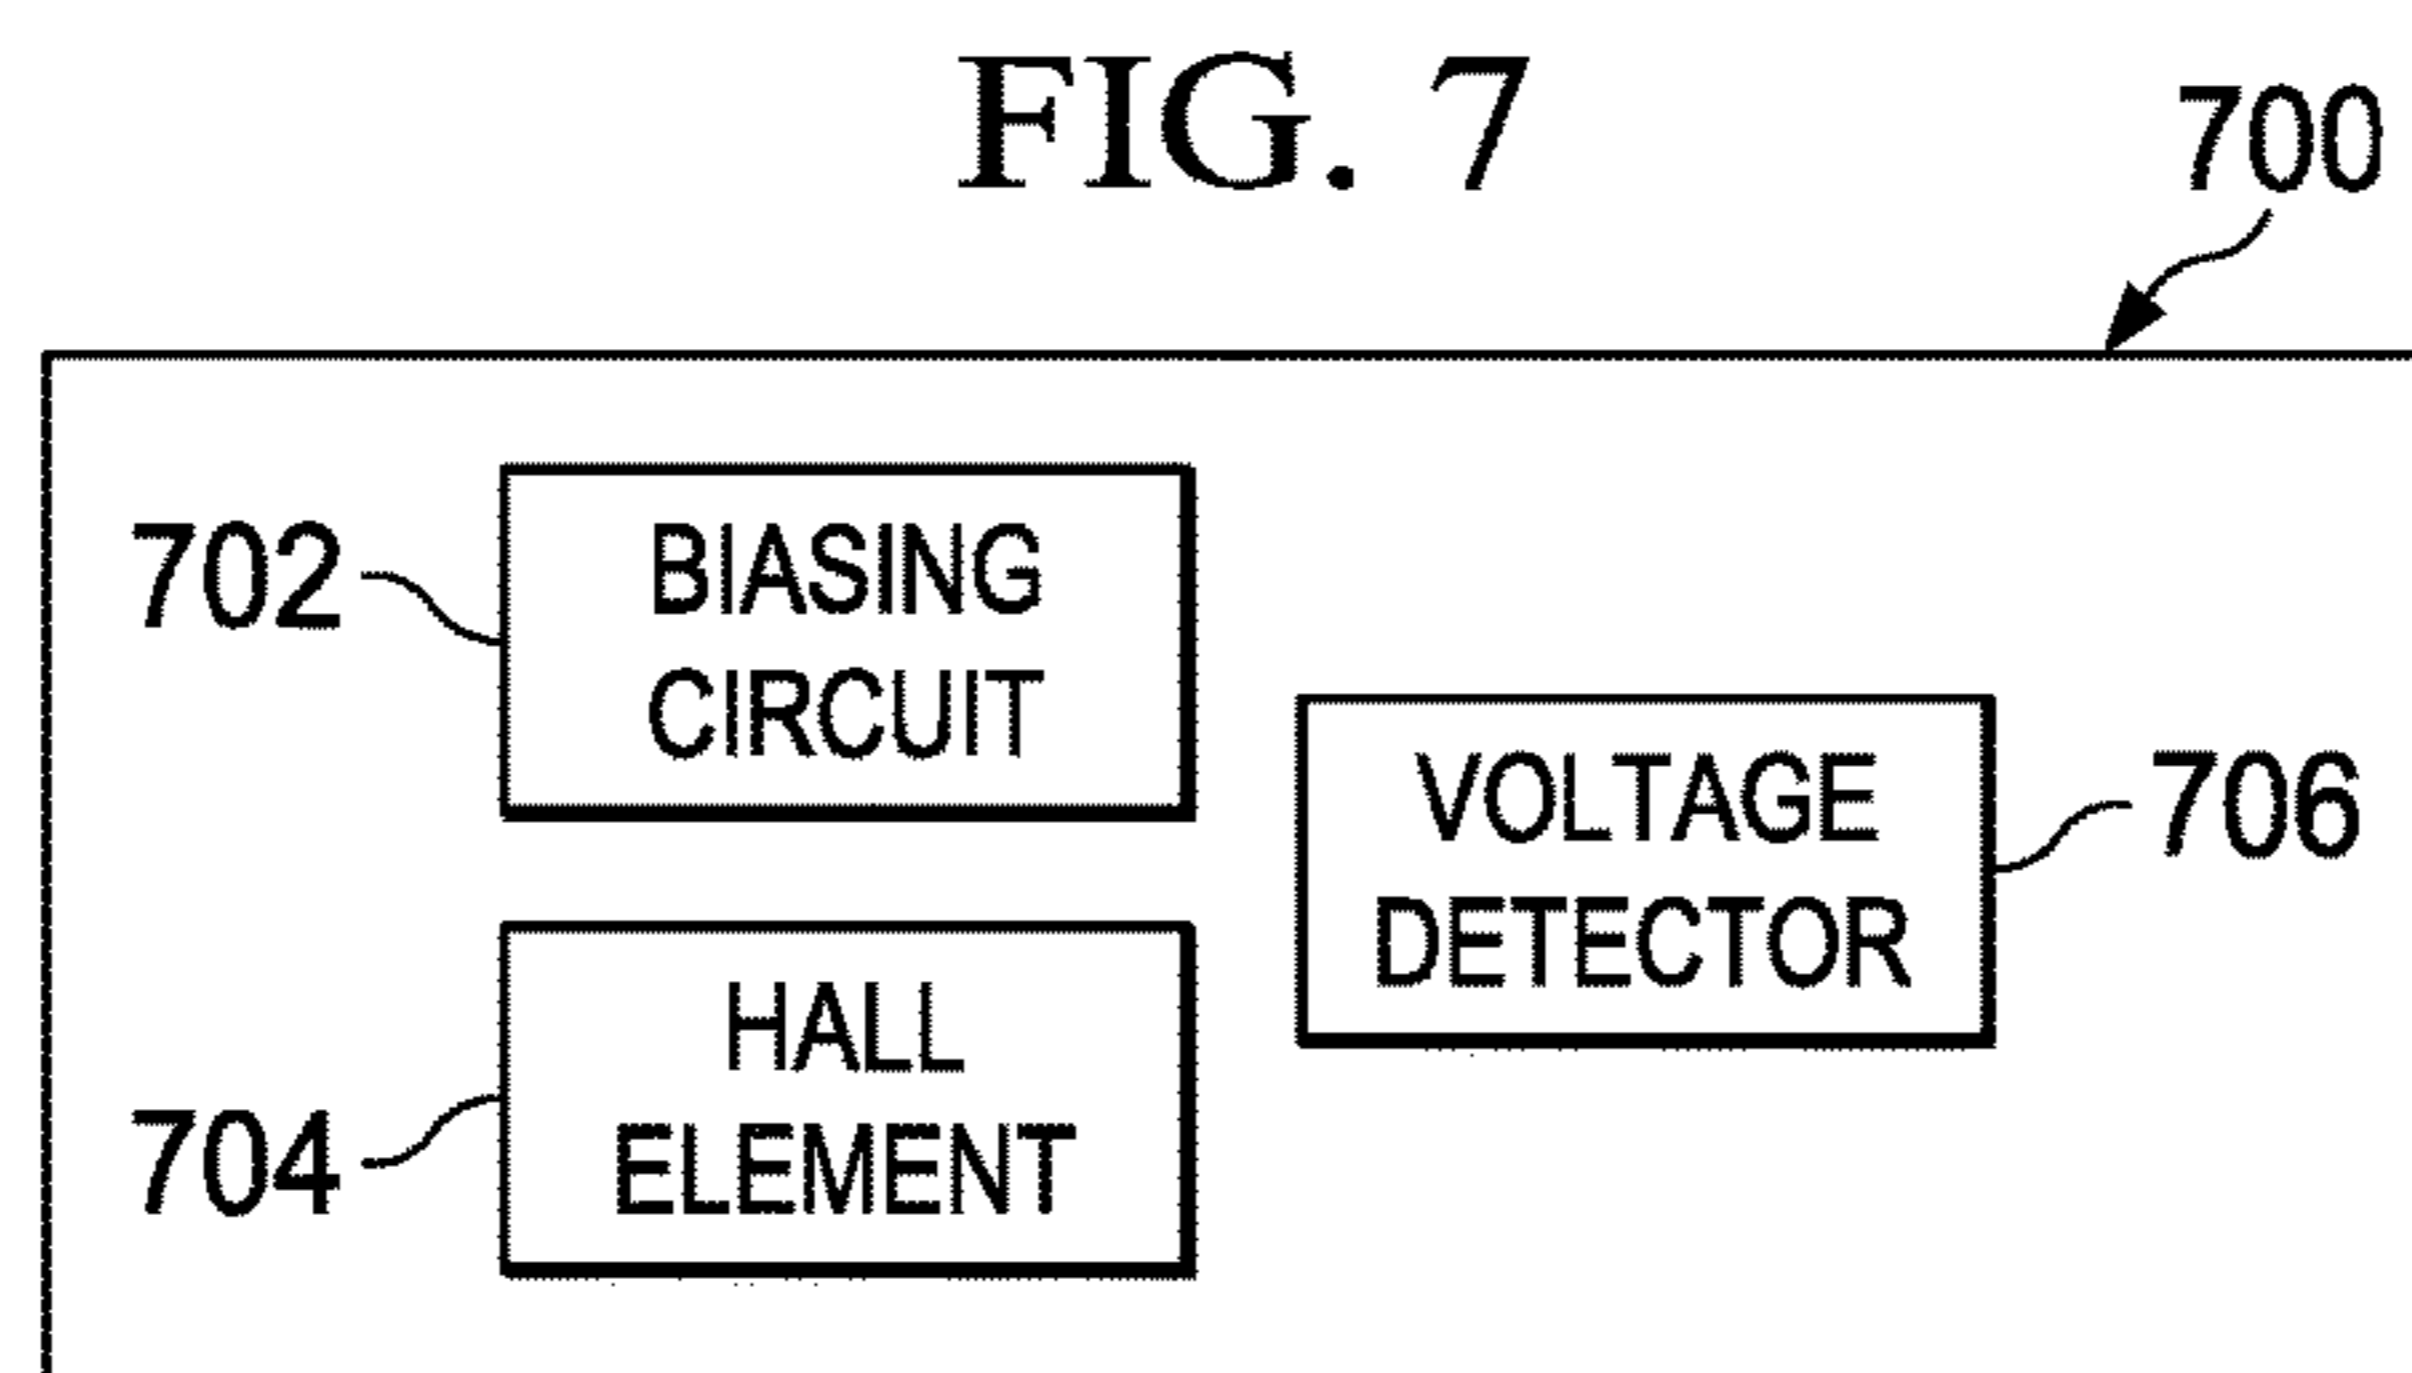 FIG. 7
700
702
BIASING
CIRCUIT
VOLTAGE
DETECTOR
706
704
HALL
ELEMENT